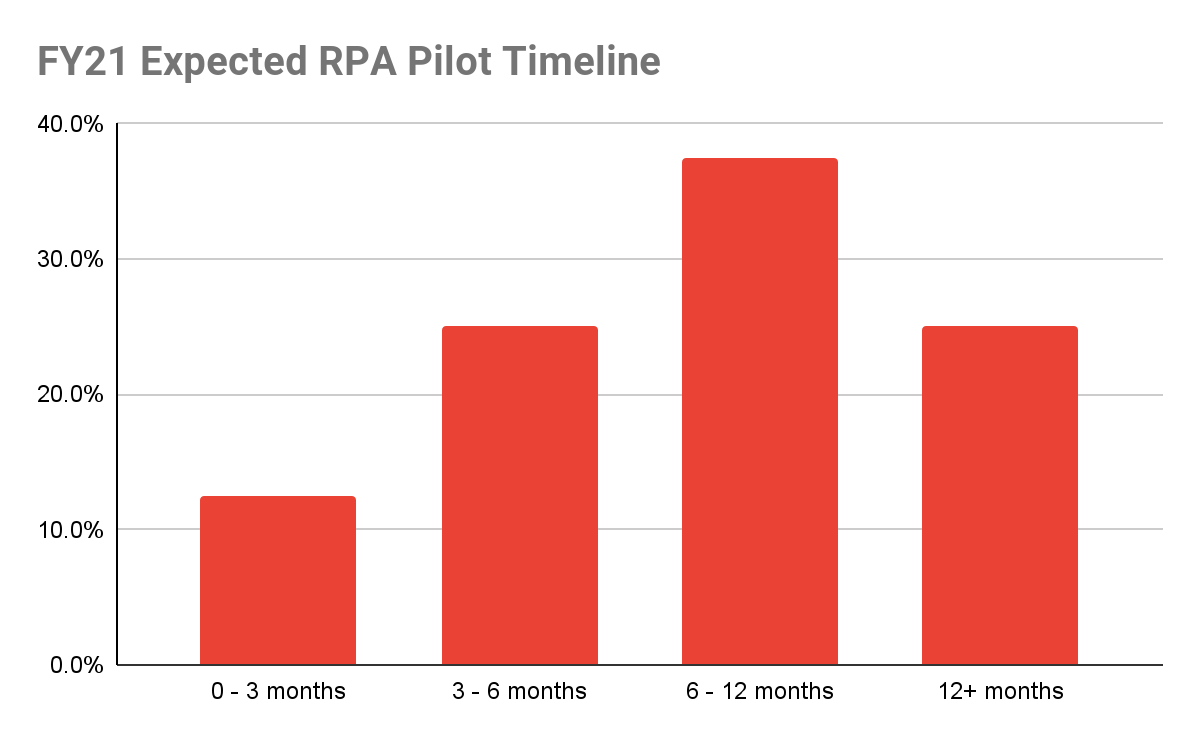 FY21 Expected RPA Pilot Timeline
40.0%
30.0%
20.0%
10.0%
0.0%
0 - 3 months
3 - 6 months
6 - 12 months
12+ months